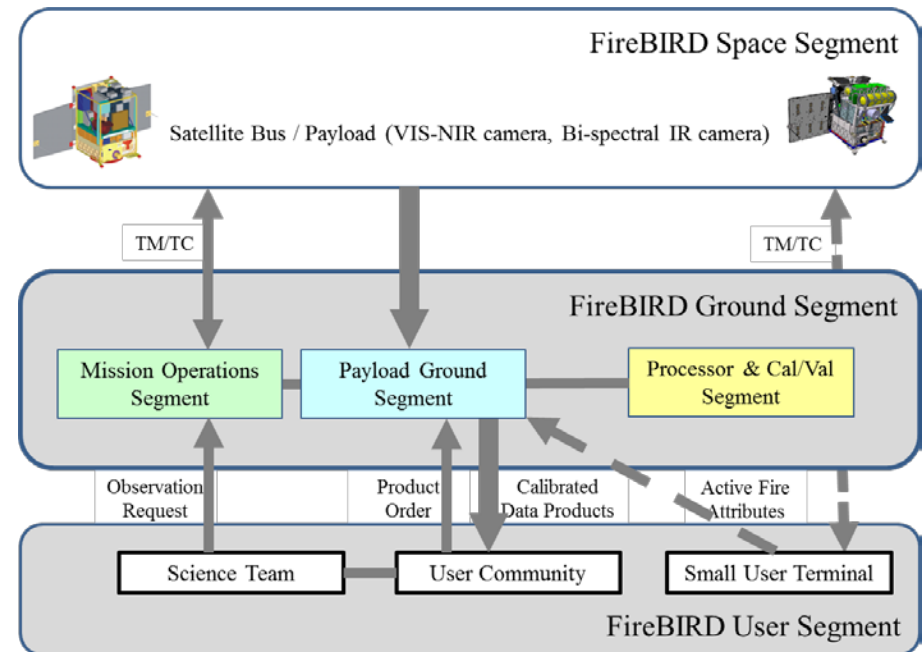 FireBIRD Space Segment
Satellite Bus / Payload (VIS-NIR camera, Bi-spectral IR camera)
TM/TC
TM/TC
FireBIRD Ground Segment
Mission Operations
Segment
Payload Ground
Segment
Processor & Cal/Val
Segment
Observation
Request
Product
Order
Calibrated
Data Products
Active Fire
Attributes
Science Team
User Community
Small User Terminal
FireBIRD User Segment